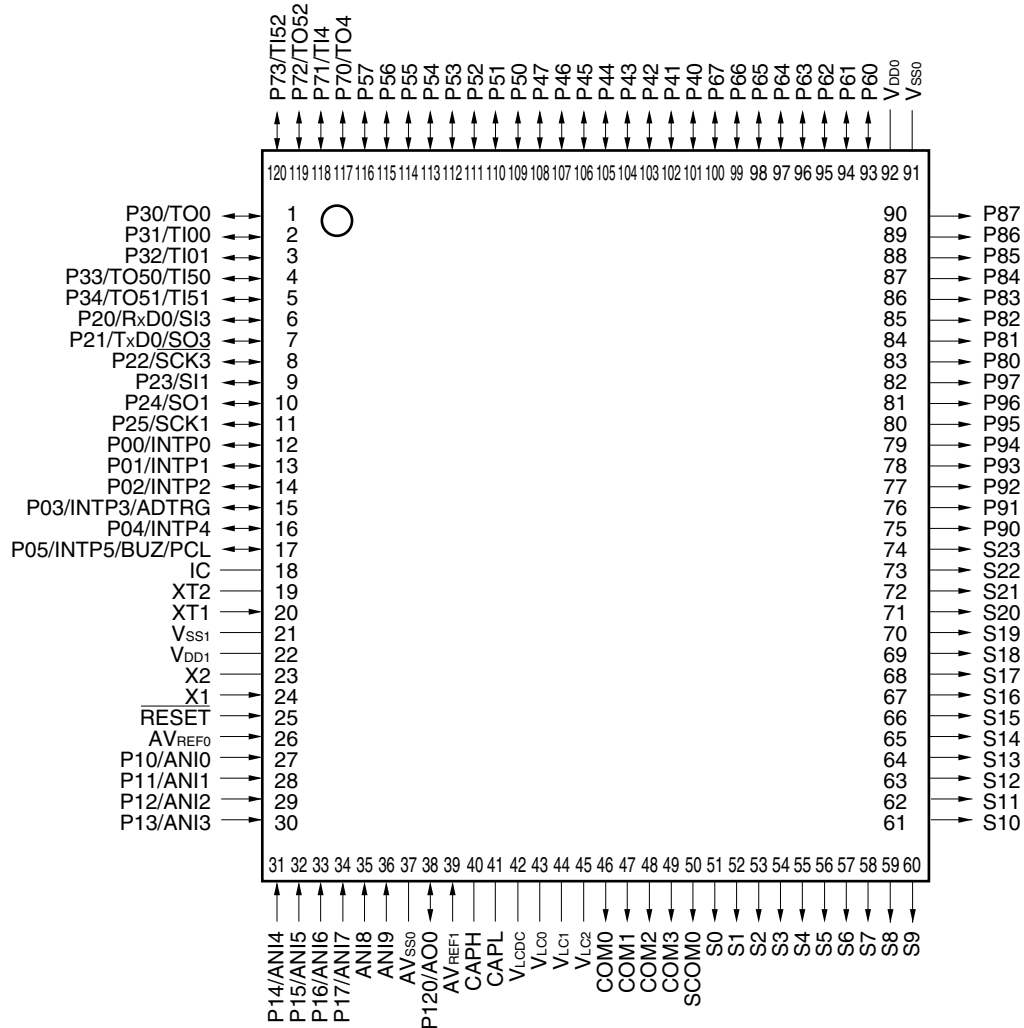 P73/TI52
P72/TO52
P71/TI4
P70/TO4
P57
P56
P55
P54
P53
P52
P51
P50
P47
P46
P45
P44
P43
P42
P41
P40
P67
P66
P65
P64
P63
P62
P61
P60
VDD0
VSS0
120 119 118 117 116 115 114 113 112 111 110 109 108 107 106 105 104 103 102 101 100 99 98 97 96 95 94 93 92 91
P30/TO0 1 90 P87
P31/TI00 2 89 P86
P32/TI01 3 88 P85
P33/TO50/TI50 4 87 P84
P34/TO51/TI51 5 86 P83
P20/RxD0/SI3 6 85 P82
P21/TxD0/SO3 7 84 P81
P22/SCK3 8 83 P80
P23/SI1 9 82 P97
P24/SO1 10 81 P96
P25/SCK1 11 80 P95
P00/INTP0 12 79 P94
P01/INTP1 13 78 P93
P02/INTP2 14 77 P92
P03/INTP3/ADTRG 15 76 P91
P04/INTP4 16 75 P90
P05/INTP5/BUZ/PCL 17 74 S23
IC 18 73 S22
XT2 19 72 S21
XT1 20 71 S20
VSS1 21 70 S19
VDD1 22 69 S18
X2 23 68 S17
X1 24 67 S16
RESET 25 66 S15
AVREF0 26 65 S14
P10/ANI0 27 64 S13
P11/ANI1 28 63 S12
P12/ANI2 29 62 S11
P13/ANI3 30 61 S10
31 32 33 34 35 36 37 38 39 40 41 42 43 44 45 46 47 48 49 50 51 52 53 54 55 56 57 58 59 60
P14/ANI4
P15/ANI5
P16/ANI6
P17/ANI7
ANI8
ANI9
AVSS0
P120/AO0
AVREF1
CAPH
CAPL
VLCDC
VLC0
VLC1
VLC2
COM0
COM1
COM2
COM3
SCOM0
S0
S1
S2
S3
S4
S5
S6
S7
S8
S9